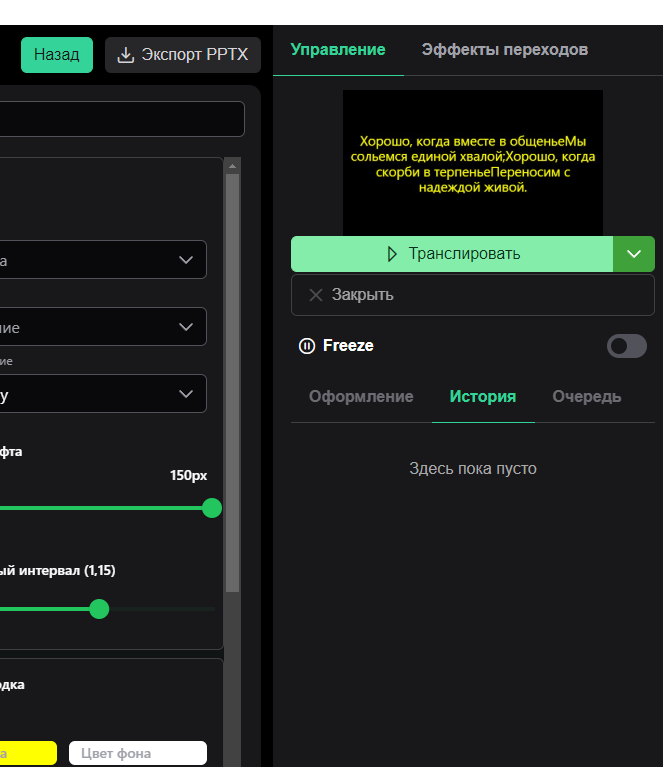 Назад
Экспорт PPTX
Управление
Эффекты переходов
Хорошо, когда вместе в общеньеМы
сольемся единой хвалой;Хорошо, когда
скорби в терпеньеПереносим с
надеждой живой.
Транслировать
Закрыть
Freeze
Оформление
История
Очередь
Здесь пока пусто
а
ние
ие
у
фта
150px
ый интервал (1,15)
дка
а
Цвет фона